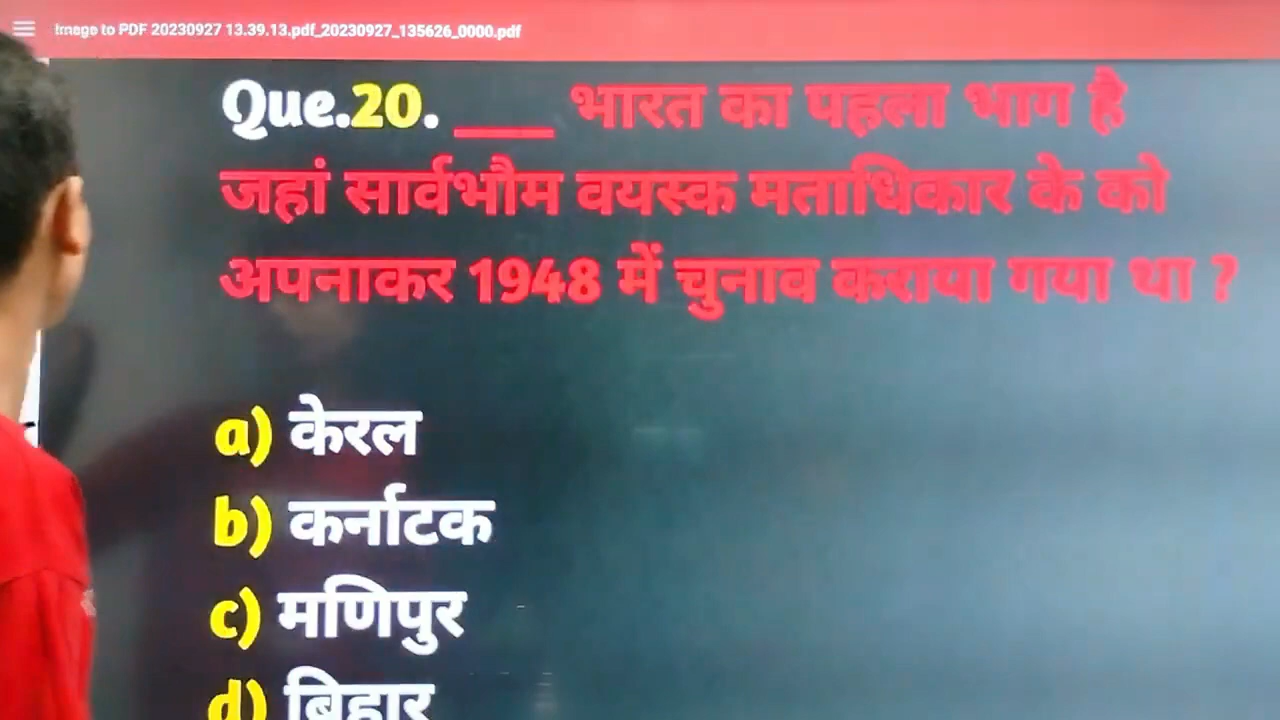 Image to PDF 20230927 13.39.13.pdf_20230927_135626_0000.pdf
Que.20. ___ भारत का पहला भाग है
जहां सार्वभौम वयस्क मताधिकार के को
अपनाकर 1948 में चुनाव कराया गया था ?
a) केरल
b) कर्नाटक
c) मणिपुर
d) बिहार